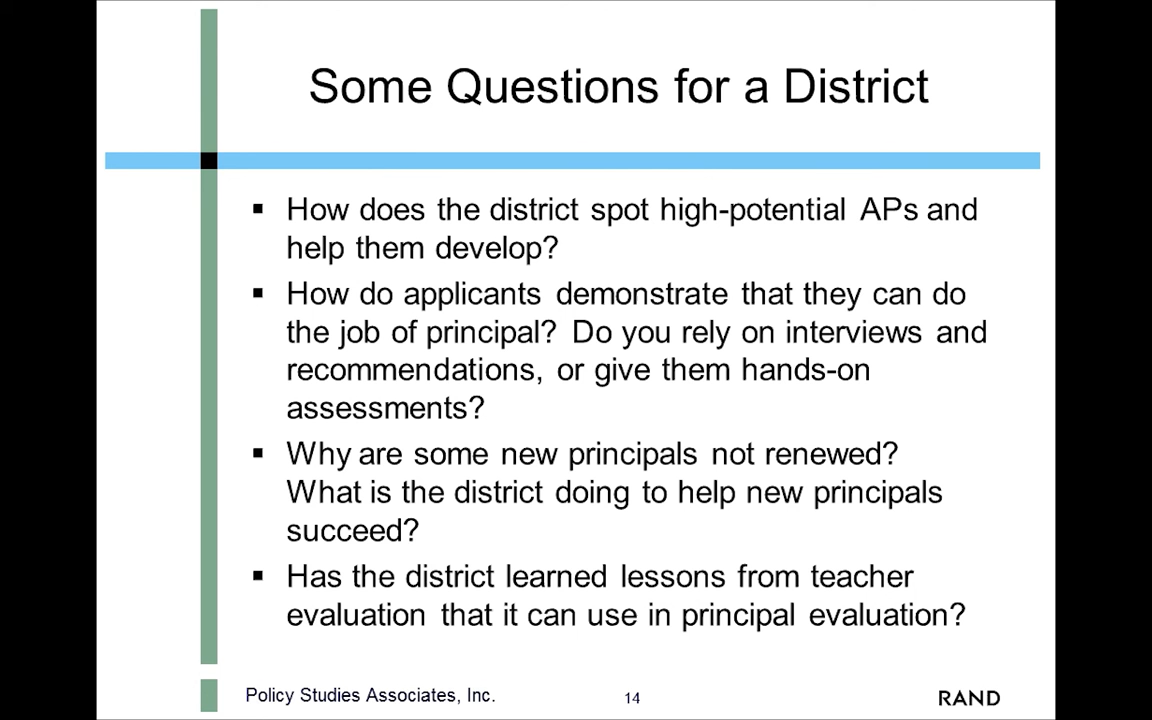 Some Questions for a District
▪ How does the district spot high-potential APs and
help them develop?
▪ How do applicants demonstrate that they can do
the job of principal? Do you rely on interviews and
recommendations, or give them hands-on
assessments?
▪ Why are some new principals not renewed?
What is the district doing to help new principals
succeed?
▪ Has the district learned lessons from teacher
evaluation that it can use in principal evaluation?
Policy Studies Associates, Inc.
14
RAND